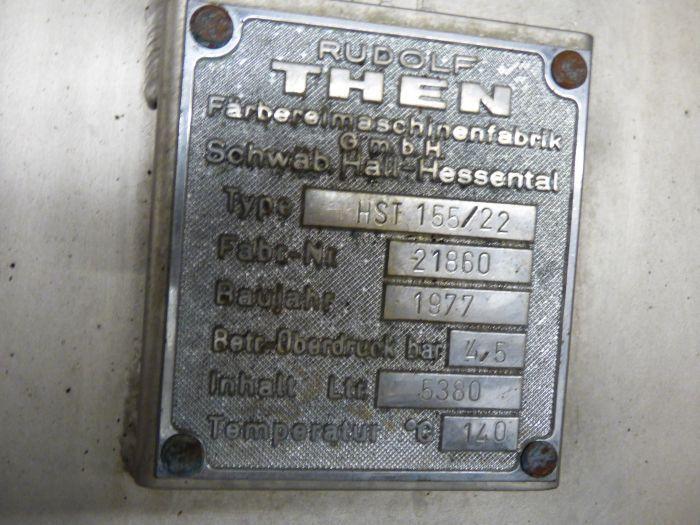 RUDOLF
THEN
Färbereimaschinenfabrik
GmbH
Schwäb. Hall-Hessental
Type HST 155/22
Fabr-Nr 21860
Baujahr 1977
Betr-Überdruck bar 4,5
Inhalt Ltr. 5380
Temperatur °C 140